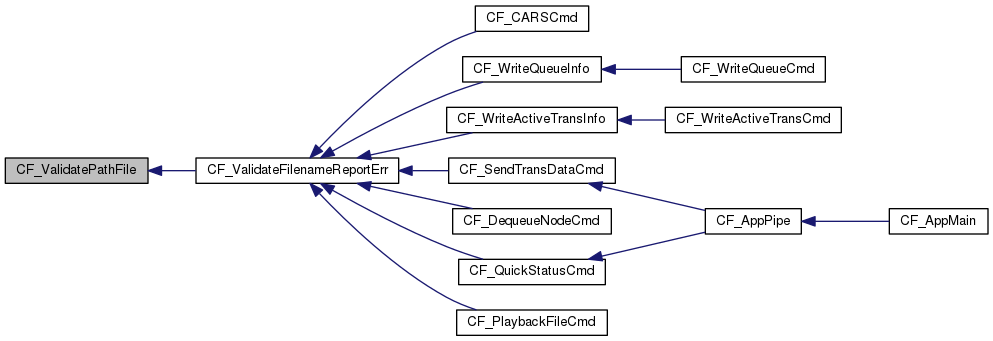 CF_CARSCmd
CF_WriteQueueInfo
CF_WriteQueueCmd
CF_WriteActiveTransInfo
CF_WriteActiveTransCmd
CF_ValidatePathFile
CF_ValidateFilenameReportErr
CF_SendTransDataCmd
CF_DequeueNodeCmd
CF_AppPipe
CF_AppMain
CF_QuickStatusCmd
CF_PlaybackFileCmd